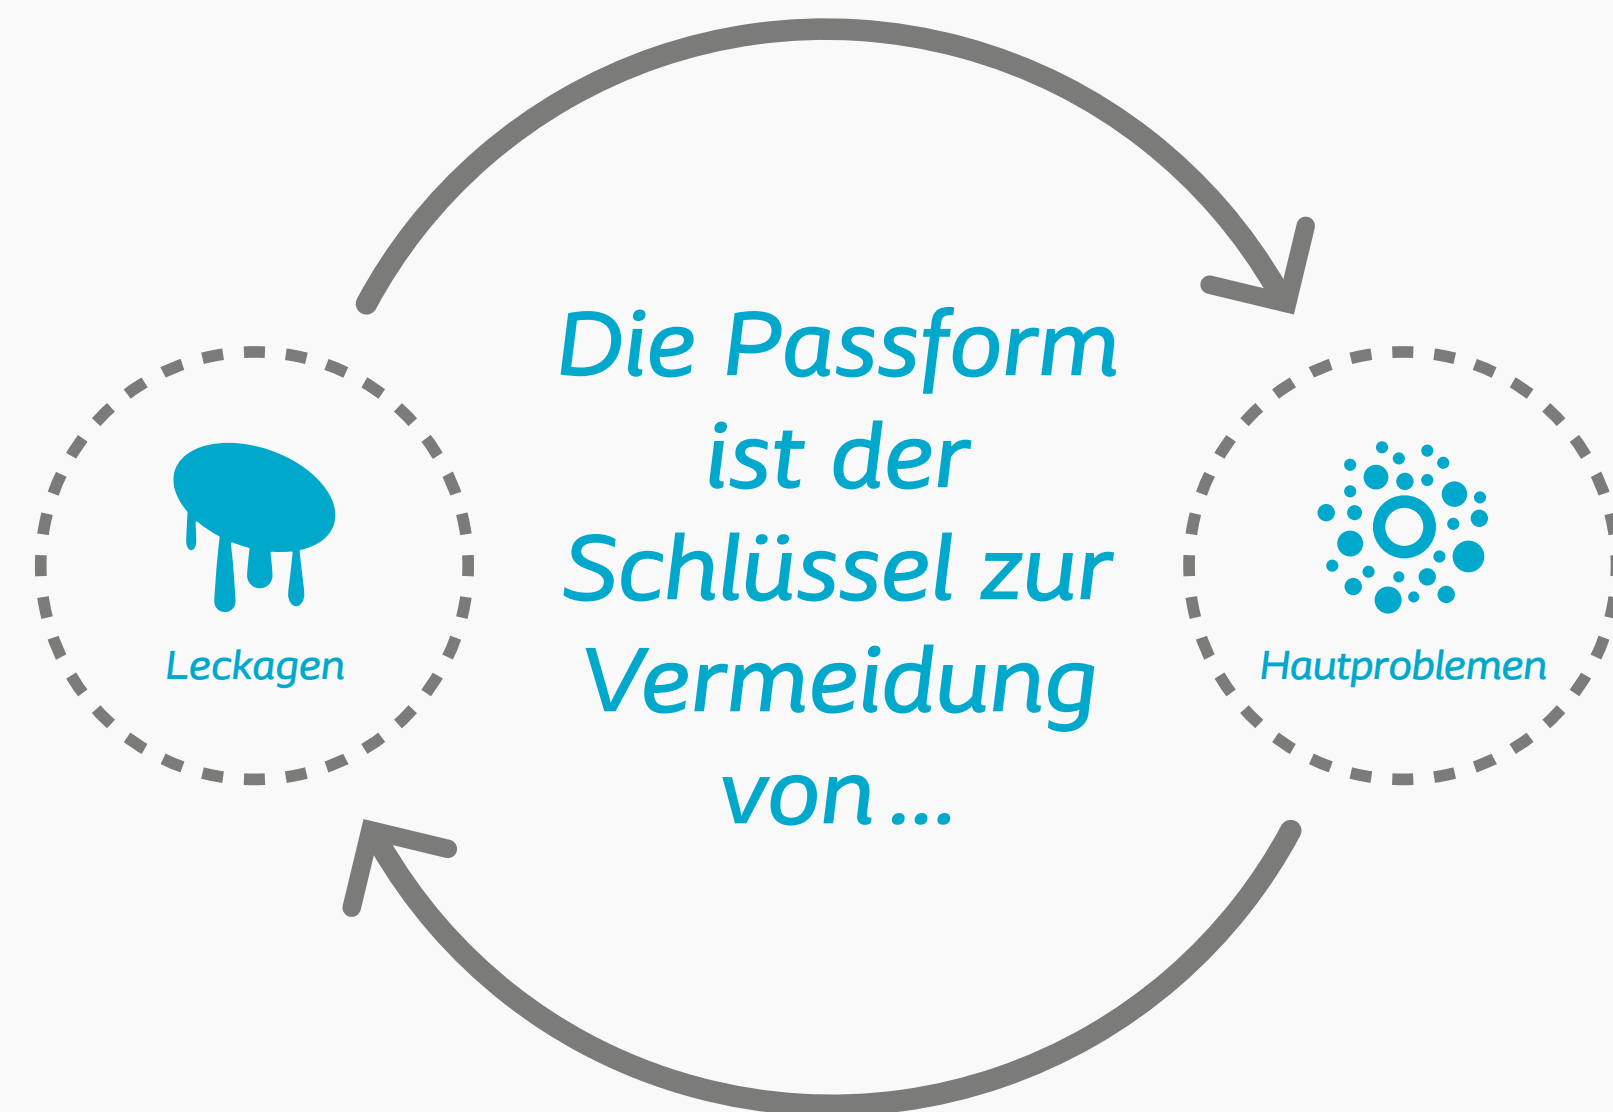 Die Passform
ist der
Schlüssel zur
Vermeidung
von ...
Leckagen
Hautproblemen